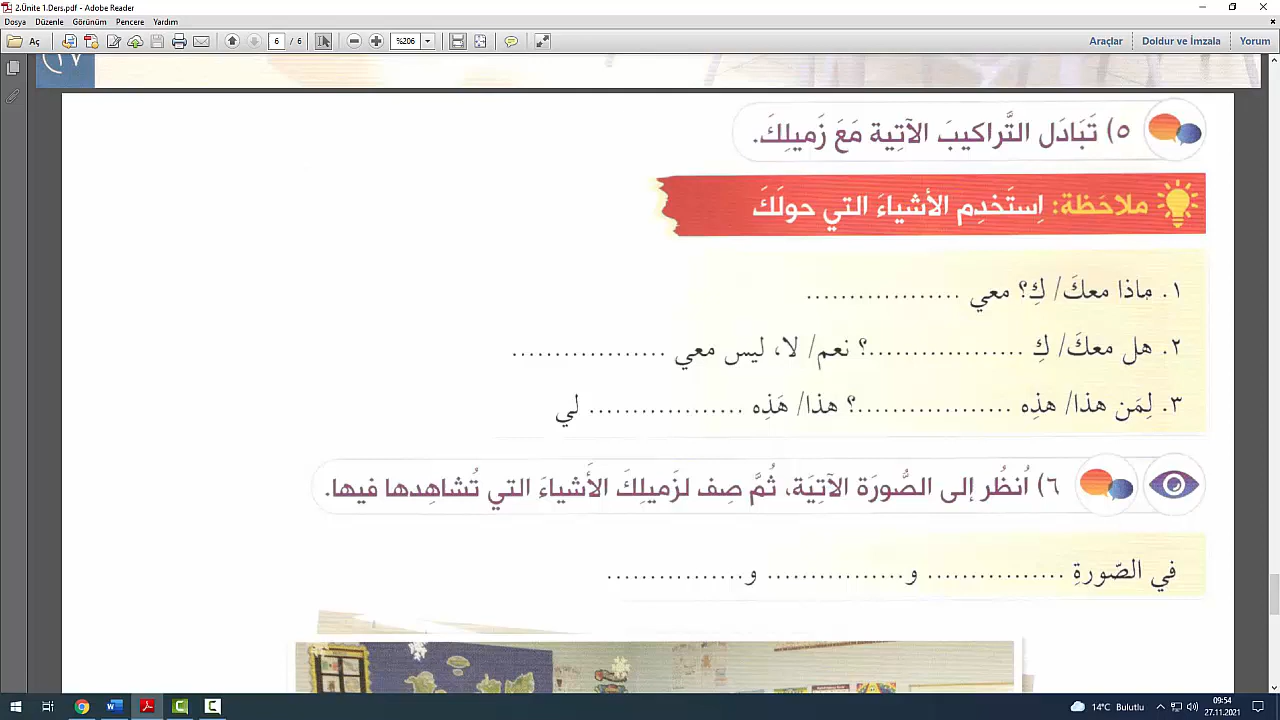 2.Ünite 1.Ders.pdf - Adobe Reader
Dosya Düzenle Görünüm Pencere Yardım
Aç 6 / 6 %206 Araçlar Doldur ve İmzala Yorum
٥) تَبَادَل التَّراكيبَ الآتِية مَعَ زَميلِكَ.
ملاحَظة: اِستَخدِم الأشياءَ التي حولَكَ
١. ماذا معكَ/ كِ؟ معي ..................
٢. هل معكَ/ كِ ..................؟ نعم/ لا، ليس معي ..................
٣. لِمَن هذا/ هذِه ..................؟ هذا/ هَذِه .................. لي
٦) اُنظُر إلى الصُّورَة الآتِيَة، ثُمَّ صِف لزَميلِكَ الأَشياءَ التي تُشاهِدها فيها.
في الصّورةِ ................ و................ و................
14°C Bulutlu 09:54
27.11.2021